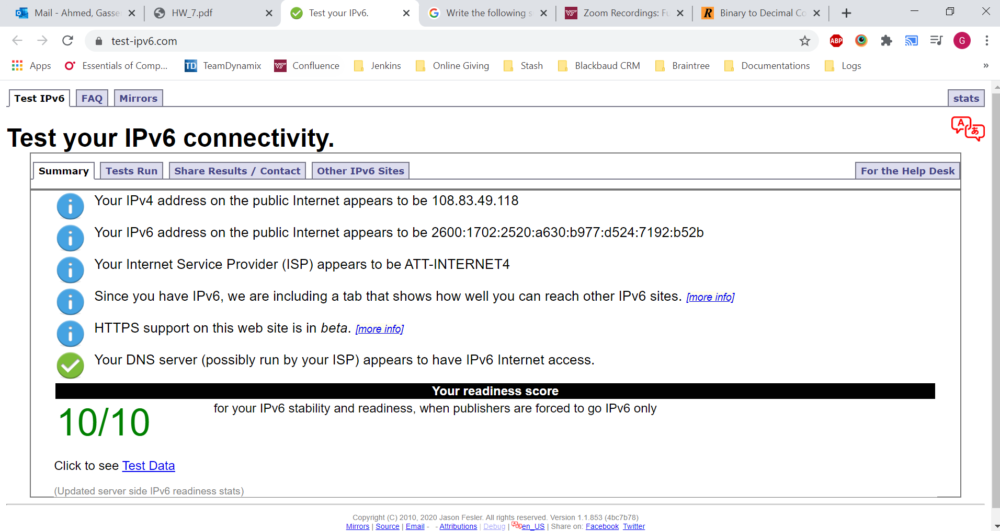 Mail - Ahmed, Gasse
HW_7.pdf
Test your IPv6.
Write the following s
Zoom Recordings: Fu
Binary to Decimal Co
test-ipv6.com
ABP
G
Apps
Essentials of Comp...
TD
TeamDynamix
Confluence
Jenkins
Online Giving
Stash
Blackbaud CRM
Braintree
Documentations
Logs
»
Test IPv6
FAQ
Mirrors
stats
Test your IPv6 connectivity.
A あ
Summary
Tests Run
Share Results / Contact
Other IPv6 Sites
For the Help Desk
Your IPv4 address on the public Internet appears to be 108.83.49.118
Your IPv6 address on the public Internet appears to be 2600:1702:2520:a630:b977:d524:7192:b52b
Your Internet Service Provider (ISP) appears to be ATT-INTERNET4
Since you have IPv6, we are including a tab that shows how well you can reach other IPv6 sites. [more info]
HTTPS support on this web site is in beta. [more info]
Your DNS server (possibly run by your ISP) appears to have IPv6 Internet access.
Your readiness score
10/10
for your IPv6 stability and readiness, when publishers are forced to go IPv6 only
Click to see Test Data
(Updated server side IPv6 readiness stats)
Copyright (C) 2010, 2020 Jason Fesler. All rights reserved. Version 1.1.853 (4bc7b78)
Mirrors | Source | Email - - Attributions | Debug | en_US | Share on: Facebook Twitter